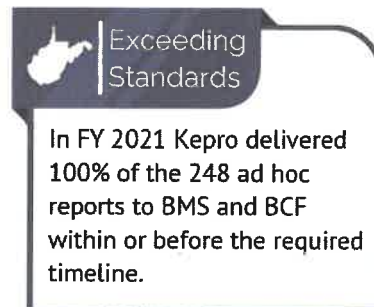 Exceeding
Standards
In FY 2021 Kepro delivered
100% of the 248 ad hoc
reports to BMS and BCF
within or before the required
timeline.